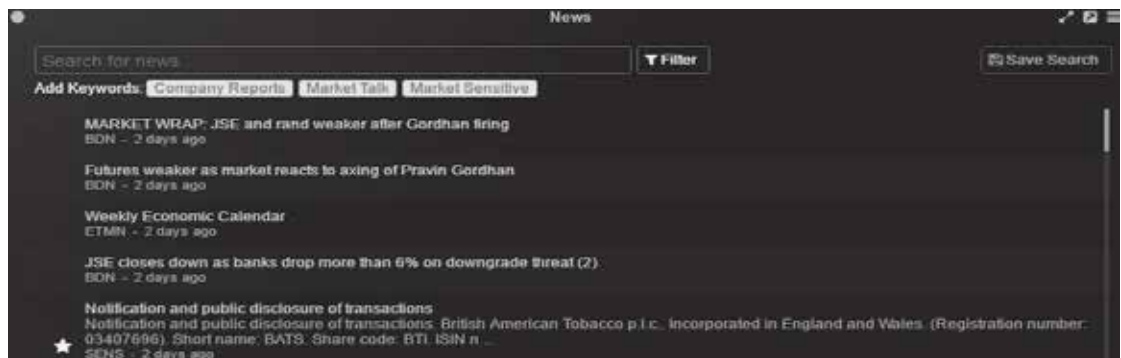 News
Search for news
Filter
Save Search
Add Keywords: Company Reports Market Talk Market Sensitive
MARKET WRAP: JSE and rand weaker after Gordhan firing
BDN - 2 days ago
Futures weaker as market reacts to axing of Pravin Gordhan
BDN - 2 days ago
Weekly Economic Calendar
ETMN - 2 days ago
JSE closes down as banks drop more than 6% on downgrade threat (2)
BDN - 2 days ago
Notification and public disclosure of transactions
Notification and public disclosure of transactions. British American Tobacco p.l.c.. Incorporated in England and Wales. (Registration number:
03407696). Short name: BATS. Share code: BTI. ISIN n ...
SENS - 2 days ago